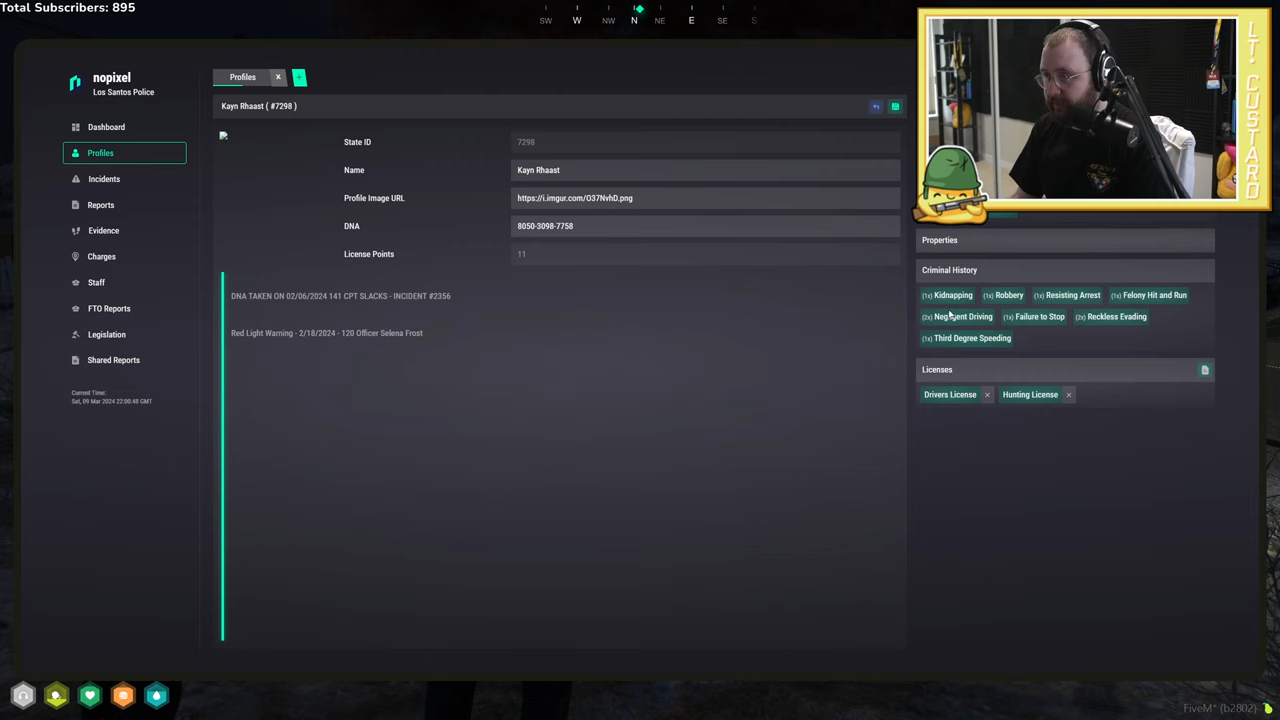 Total Subscribers: 895
SW W NW N NE E SE S
LT. CUSTARD
nopixel
Los Santos Police
Dashboard
Profiles
Incidents
Reports
Evidence
Charges
Staff
FTO Reports
Legislation
Shared Reports
Current Time:
Sat, 09 Mar 2024 22:00:48 GMT
Profiles x +
Kayn Rhaast ( #7298 )
State ID 7298
Name Kayn Rhaast
Profile Image URL https://i.imgur.com/O37NvhD.png
DNA 8050-3098-7758
License Points 11
DNA TAKEN ON 02/06/2024 141 CPT SLACKS - INCIDENT #2356
Red Light Warning - 2/18/2024 - 120 Officer Selena Frost
Properties
Criminal History
(1x) Kidnapping (1x) Robbery (1x) Resisting Arrest (1x) Felony Hit and Run
(2x) Negligent Driving (1x) Failure to Stop (2x) Reckless Evading
(1x) Third Degree Speeding
Licenses
Drivers License x Hunting License x
FiveM* (b2802)